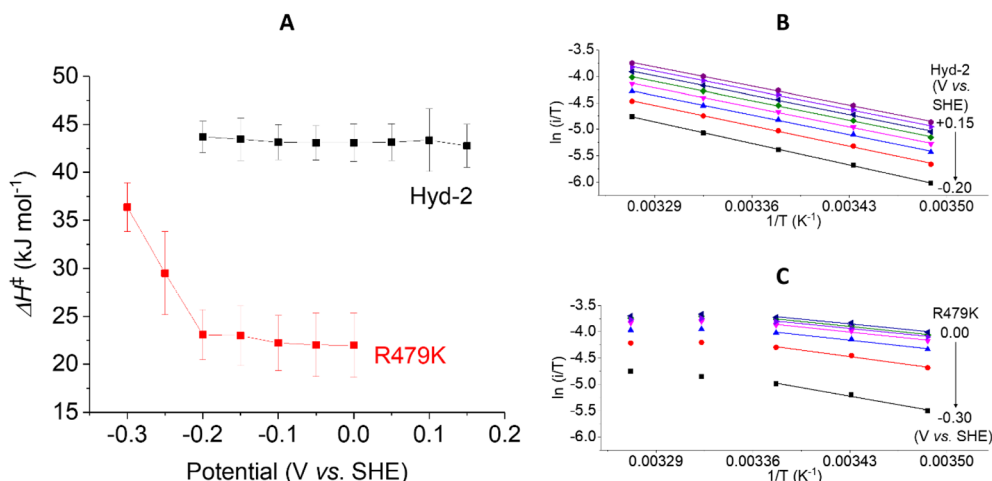 A
50
45
40
35
30
25
20
15
10
5
0
ΔH‡ (kJ mol-1)
Hyd-2
R479K
-0.3
-0.2
-0.1
0.0
0.1
0.2
Potential (V vs. SHE)
B
-3.5
-4.0
-4.5
-5.0
-5.5
-6.0
ln (i/T)
Hyd-2
(V vs.
SHE)
+0.15
-0.20
0.00329
0.00336
0.00343
0.00350
1/T (K-1)
C
-3.5
-4.0
-4.5
-5.0
-5.5
-6.0
ln (i/T)
R479K
0.00
-0.30
(V vs. SHE)
0.00329
0.00336
0.00343
0.00350
1/T (K-1)